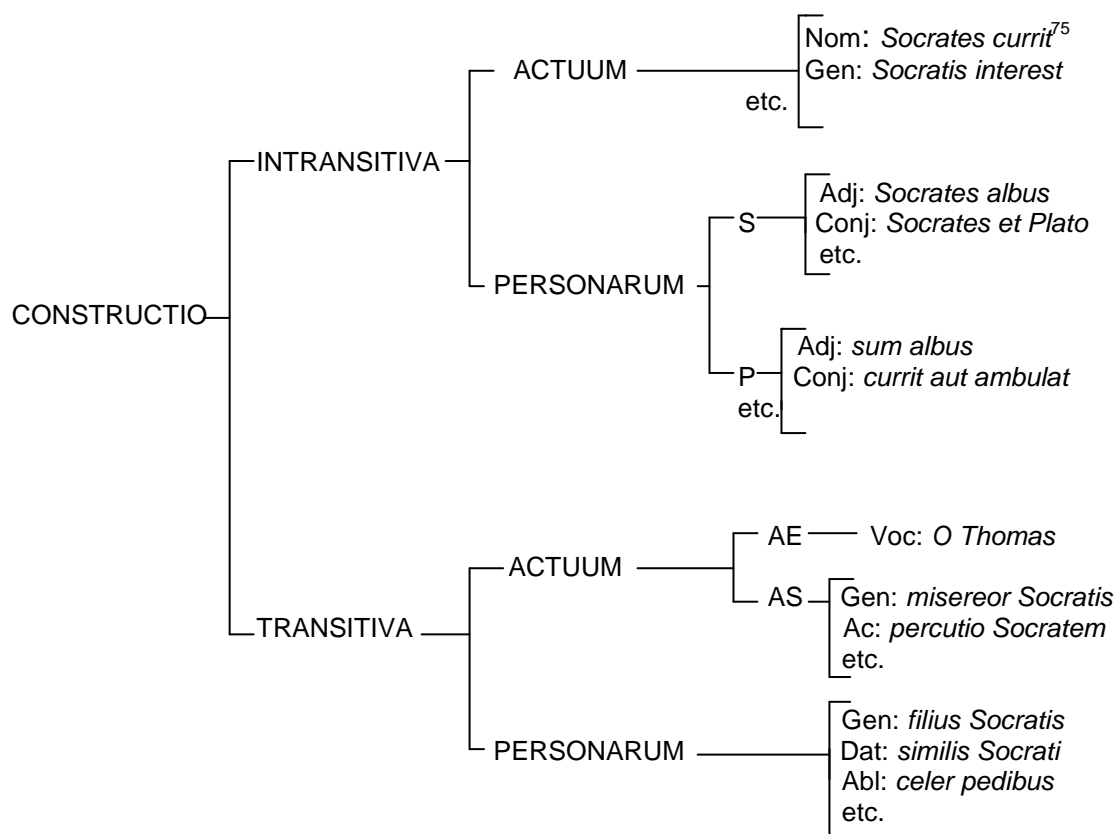 Nom: Socrates currit75
ACTUUM
Gen: Socratis interest
etc.
INTRANSITIVA
Adj: Socrates albus
S
Conj: Socrates et Plato
etc.
PERSONARUM
CONSTRUCTIO
Adj: sum albus
P
Conj: currit aut ambulat
etc.
AE
Voc: O Thomas
ACTUUM
AS
Gen: misereor Socratis
Ac: percutio Socratem
etc.
TRANSITIVA
Gen: filius Socratis
PERSONARUM
Dat: similis Socrati
Abl: celer pedibus
etc.